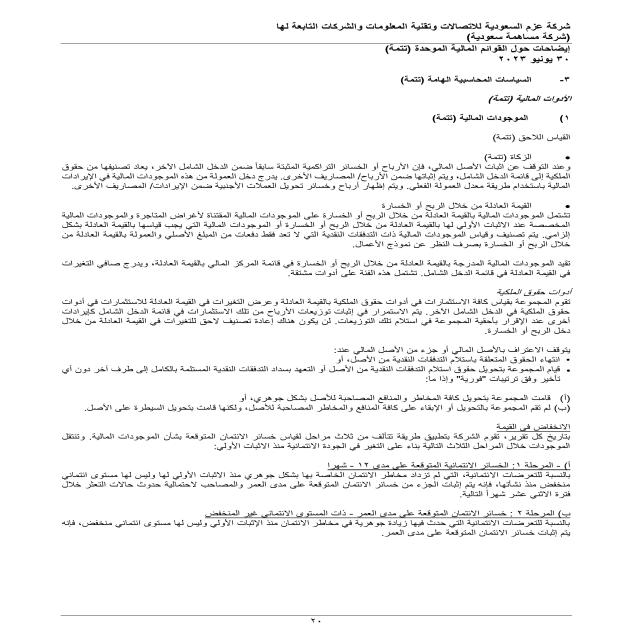 شركة عزم السعودية للاتصالات وتقنية المعلومات والشركات التابعة لها
(شركة مساهمة سعودية)
إيضاحات حول القوائم المالية الموحدة (تتمة)
٣٠ يونيو ٢٠٢٣
٣- السياسات المحاسبية الهامة (تتمة)
الأدوات المالية (تتمة)
١) الموجودات المالية (تتمة)
القياس اللاحق (تتمة)
• الزكاة (تتمة)
وعند التوقف عن اثبات الأصل المالي، فإن الأرباح أو الخسائر التراكمية المثبتة سابقاً ضمن الدخل الشامل الآخر، يعاد تصنيفها من حقوق
الملكية إلى قائمة الدخل الشامل، ويتم إثباتها ضمن الأرباح/ المصاريف الأخرى. يدرج دخل العمولة من هذه الموجودات المالية في الإيرادات
المالية باستخدام طريقة معدل العمولة الفعلي. ويتم إظهار أرباح وخسائر تحويل العملات الأجنبية ضمن الإيرادات/ المصاريف الأخرى.
• القيمة العادلة من خلال الربح أو الخسارة
تشتمل الموجودات المالية بالقيمة العادلة من خلال الربح أو الخسارة على الموجودات المالية المقتناة لأغراض المتاجرة والموجودات المالية
المخصصة عند الاثبات الأولي لها بالقيمة العادلة من خلال الربح أو الخسارة أو الموجودات المالية التي يجب قياسها بالقيمة العادلة بشكل
إلزامي. يتم تصنيف وقياس الموجودات المالية ذات التدفقات النقدية التي لا تعد فقط دفعات من المبلغ الأصلي والعمولة بالقيمة العادلة من
خلال الربح أو الخسارة بصرف النظر عن نموذج الأعمال.
تقيد الموجودات المالية المدرجة بالقيمة العادلة من خلال الربح أو الخسارة في قائمة المركز المالي بالقيمة العادلة، ويدرج صافي التغيرات
في القيمة العادلة في قائمة الدخل الشامل. تشتمل هذه الفئة على أدوات مشتقة.
أدوات حقوق الملكية
تقوم المجموعة بقياس كافة الاستثمارات في أدوات حقوق الملكية بالقيمة العادلة وعرض التغيرات في القيمة العادلة للاستثمارات في أدوات
حقوق الملكية في الدخل الشامل الآخر. يتم الاستمرار في إثبات توزيعات الأرباح من تلك الاستثمارات في قائمة الدخل الشامل كإيرادات
أخرى عند الإقرار بأحقية المجموعة في استلام تلك التوزيعات. لن يكون هناك إعادة تصنيف لاحق للتغيرات في القيمة العادلة من خلال
دخل الربح أو الخسارة.
يتوقف الاعتراف بالأصل المالي أو جزء من الأصل المالي عند:
• انتهاء الحقوق المتعلقة باستلام التدفقات النقدية من الأصل، أو
• قيام المجموعة بتحويل حقوق استلام التدفقات النقدية من الأصل أو التعهد بسداد التدفقات النقدية المستلمة بالكامل إلى طرف آخر دون أي
تأخير وفق ترتيبات "فورية" وإذا ما:
(أ) قامت المجموعة بتحويل كافة المخاطر والمنافع المصاحبة للأصل بشكل جوهري، أو
(ب) لم تقم المجموعة بالتحويل أو الإبقاء على كافة المنافع والمخاطر المصاحبة للأصل، ولكنها قامت بتحويل السيطرة على الأصل.
الانخفاض في القيمة
بتاريخ كل تقرير، تقوم الشركة بتطبيق طريقة تتألف من ثلاث مراحل لقياس خسائر الائتمان المتوقعة بشأن الموجودات المالية. وتنتقل
الموجودات خلال المراحل الثلاث التالية بناء على التغير في الجودة الائتمانية منذ الاثبات الأولي:
أ) - المرحلة ١: الخسائر الائتمانية المتوقعة على مدى ١٢ - شهرا
بالنسبة للتعرضات الائتمانية، التي لم تزداد مخاطر الائتمان الخاصة بها بشكل جوهري منذ الاثبات الأولي لها وليس لها مستوى ائتماني
منخفض منذ نشأتها، فإنه يتم إثبات الجزء من خسائر الائتمان المتوقعة على مدى العمر والمصاحب لاحتمالية حدوث حالات التعثر خلال
فترة الاثني عشر شهراً التالية.
ب) المرحلة ٢ : خسائر الائتمان المتوقعة على مدى العمر - ذات المستوى الائتماني غير المنخفض
بالنسبة للتعرضات الائتمانية التي حدث فيها زيادة جوهرية في مخاطر الائتمان منذ الإثبات الأولي وليس لها مستوى ائتماني منخفض، فإنه
يتم إثبات خسائر الائتمان المتوقعة على مدى العمر.
٢٠